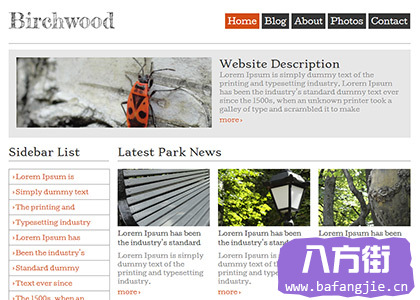 Birchwood
Home Blog About Photos Contact
Website Description
Lorem Ipsum is simply dummy text of the
printing and typesetting industry. Lorem Ipsum has
been the industry's standard dummy text ever
since the 1500s, when an unknown printer took a
galley of type and scrambled it to make
more ›
Sidebar List
› Lorem Ipsum is
› Simply dummy text
› The printing and
› Typesetting industry
› Lorem Ipsum has
› Been the industry's
› Standard dummy
› Ttext ever since
› The 1500s, when an
Latest Park News
Lorem Ipsum has been
the industry's standard
Lorem Ipsum is simply
dummy text of the
printing and typesetting
industry.
more ›
Lorem Ipsum has been
the industry's standard
Lorem Ipsum is simply
dummy text of the
printing and typesetting
industry.
more ›
Lorem Ipsum has been
八方街
www.bafangjie.cn